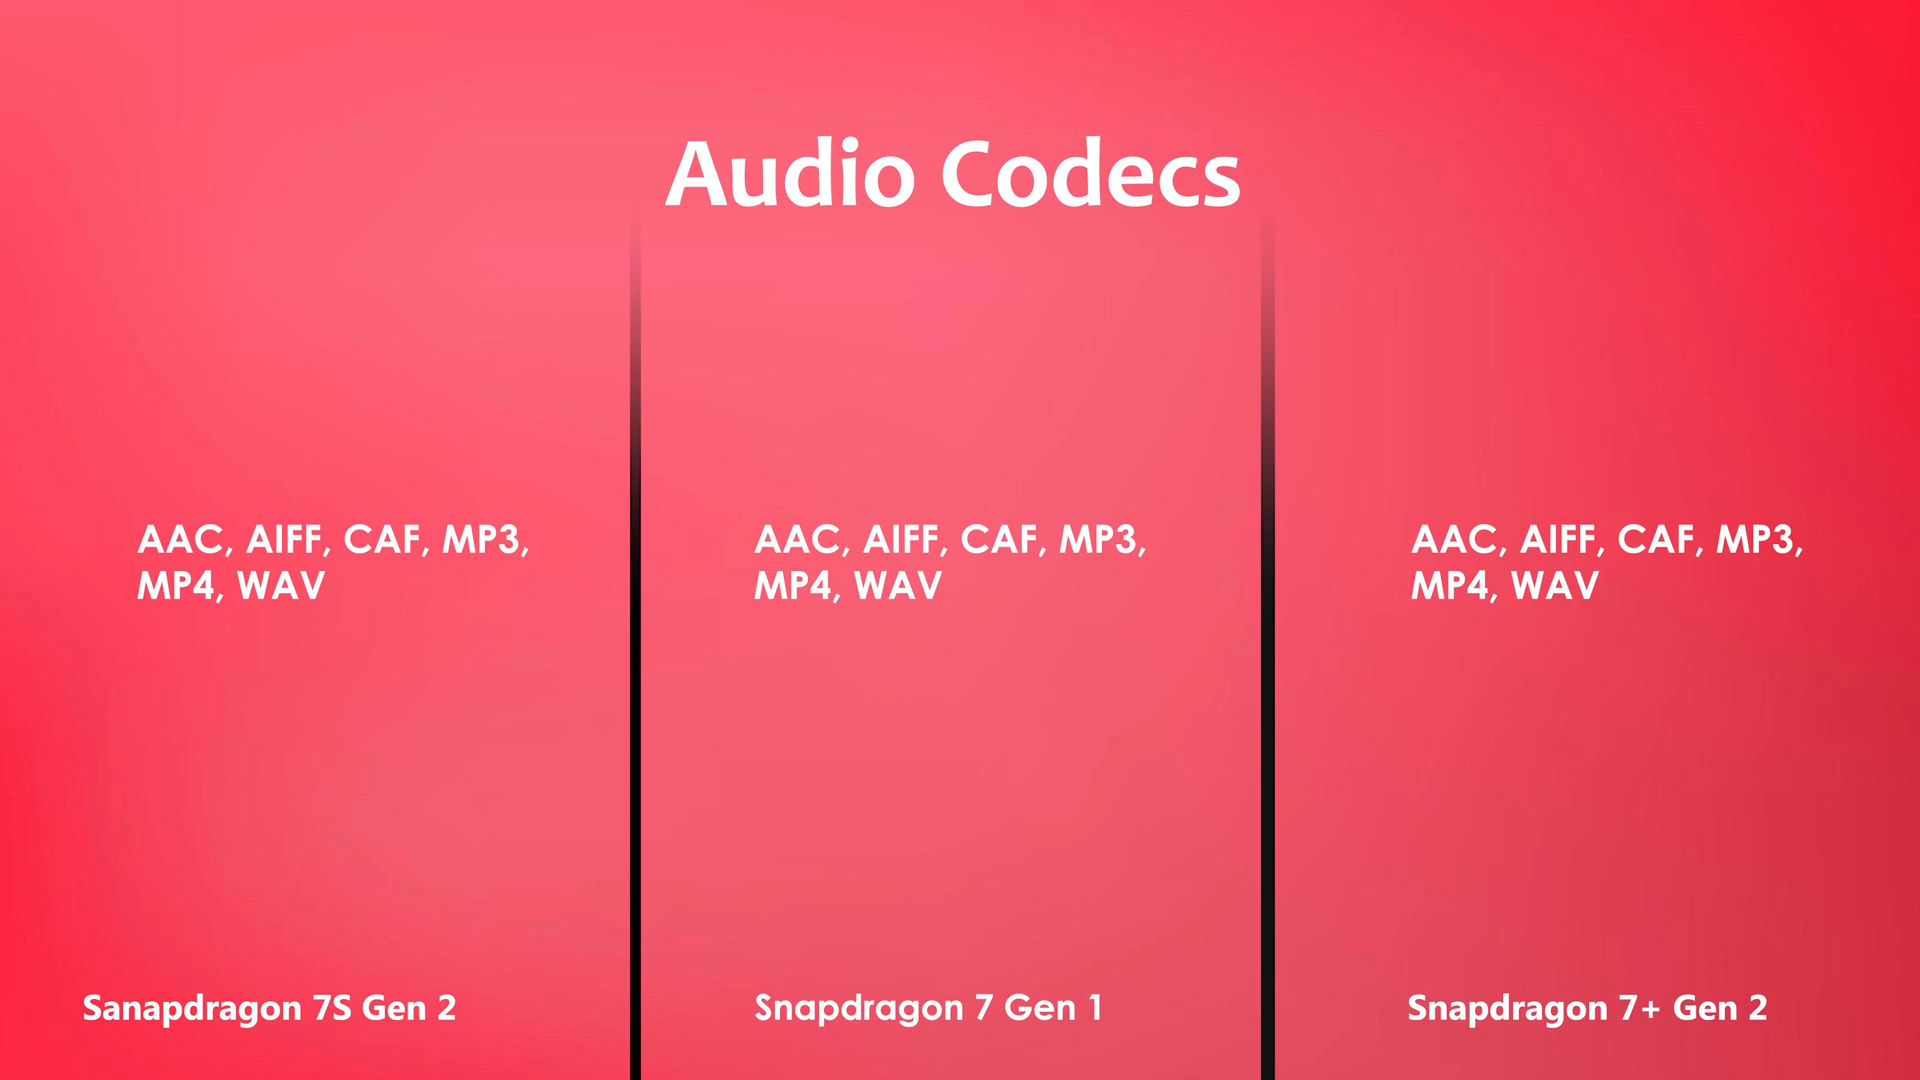 Audio Codecs
AAC, AIFF, CAF, MP3,
MP4, WAV
AAC, AIFF, CAF, MP3,
MP4, WAV
AAC, AIFF, CAF, MP3,
MP4, WAV
Sanapdragon 7S Gen 2
Snapdragon 7 Gen 1
Snapdragon 7+ Gen 2